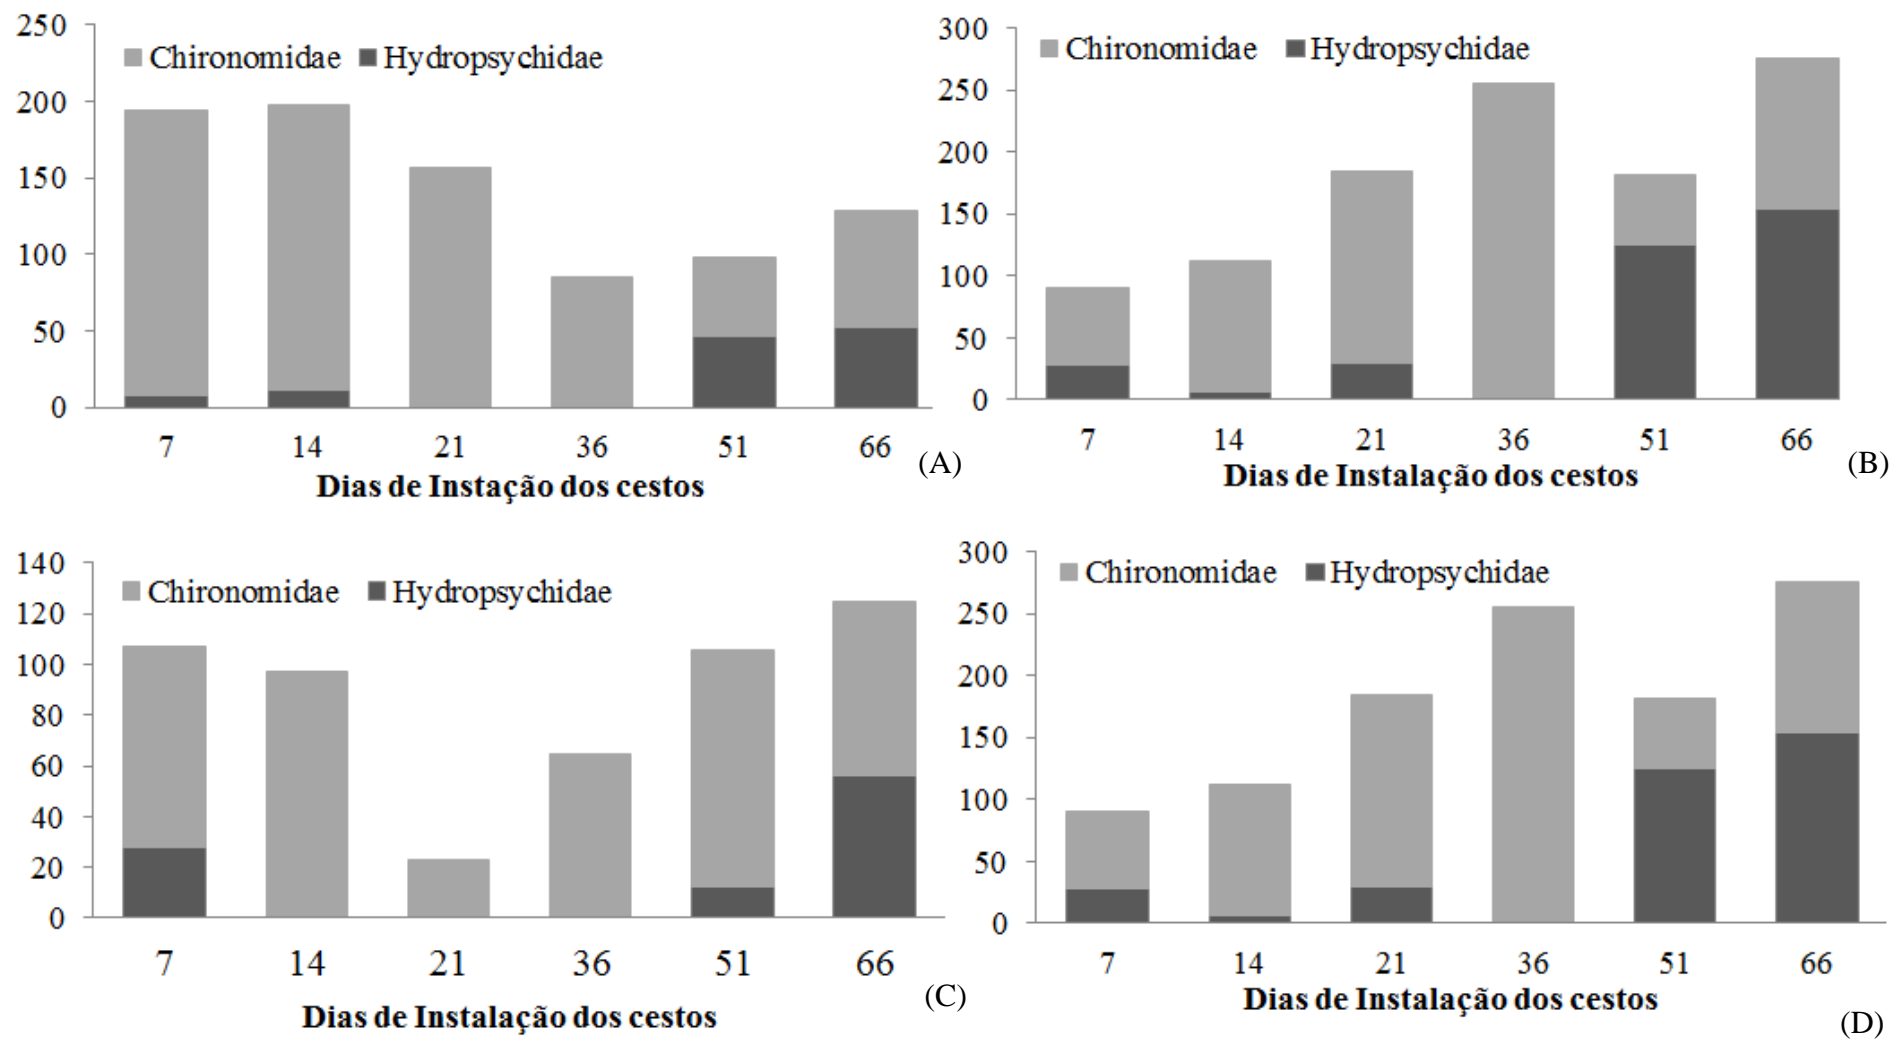 250
200
150
100
50
0
Chironomidae Hydropsychidae
7 14 21 36 51 66
Dias de Instação dos cestos
(A)
300
250
200
150
100
50
0
Chironomidae Hydropsychidae
7 14 21 36 51 66
Dias de Instalação dos cestos
(B)
140
120
100
80
60
40
20
0
Chironomidae Hydropsychidae
7 14 21 36 51 66
Dias de Instalação dos cestos
(C)
300
250
200
150
100
50
0
Chironomidae Hydropsychidae
7 14 21 36 51 66
Dias de Instalação dos cestos
(D)